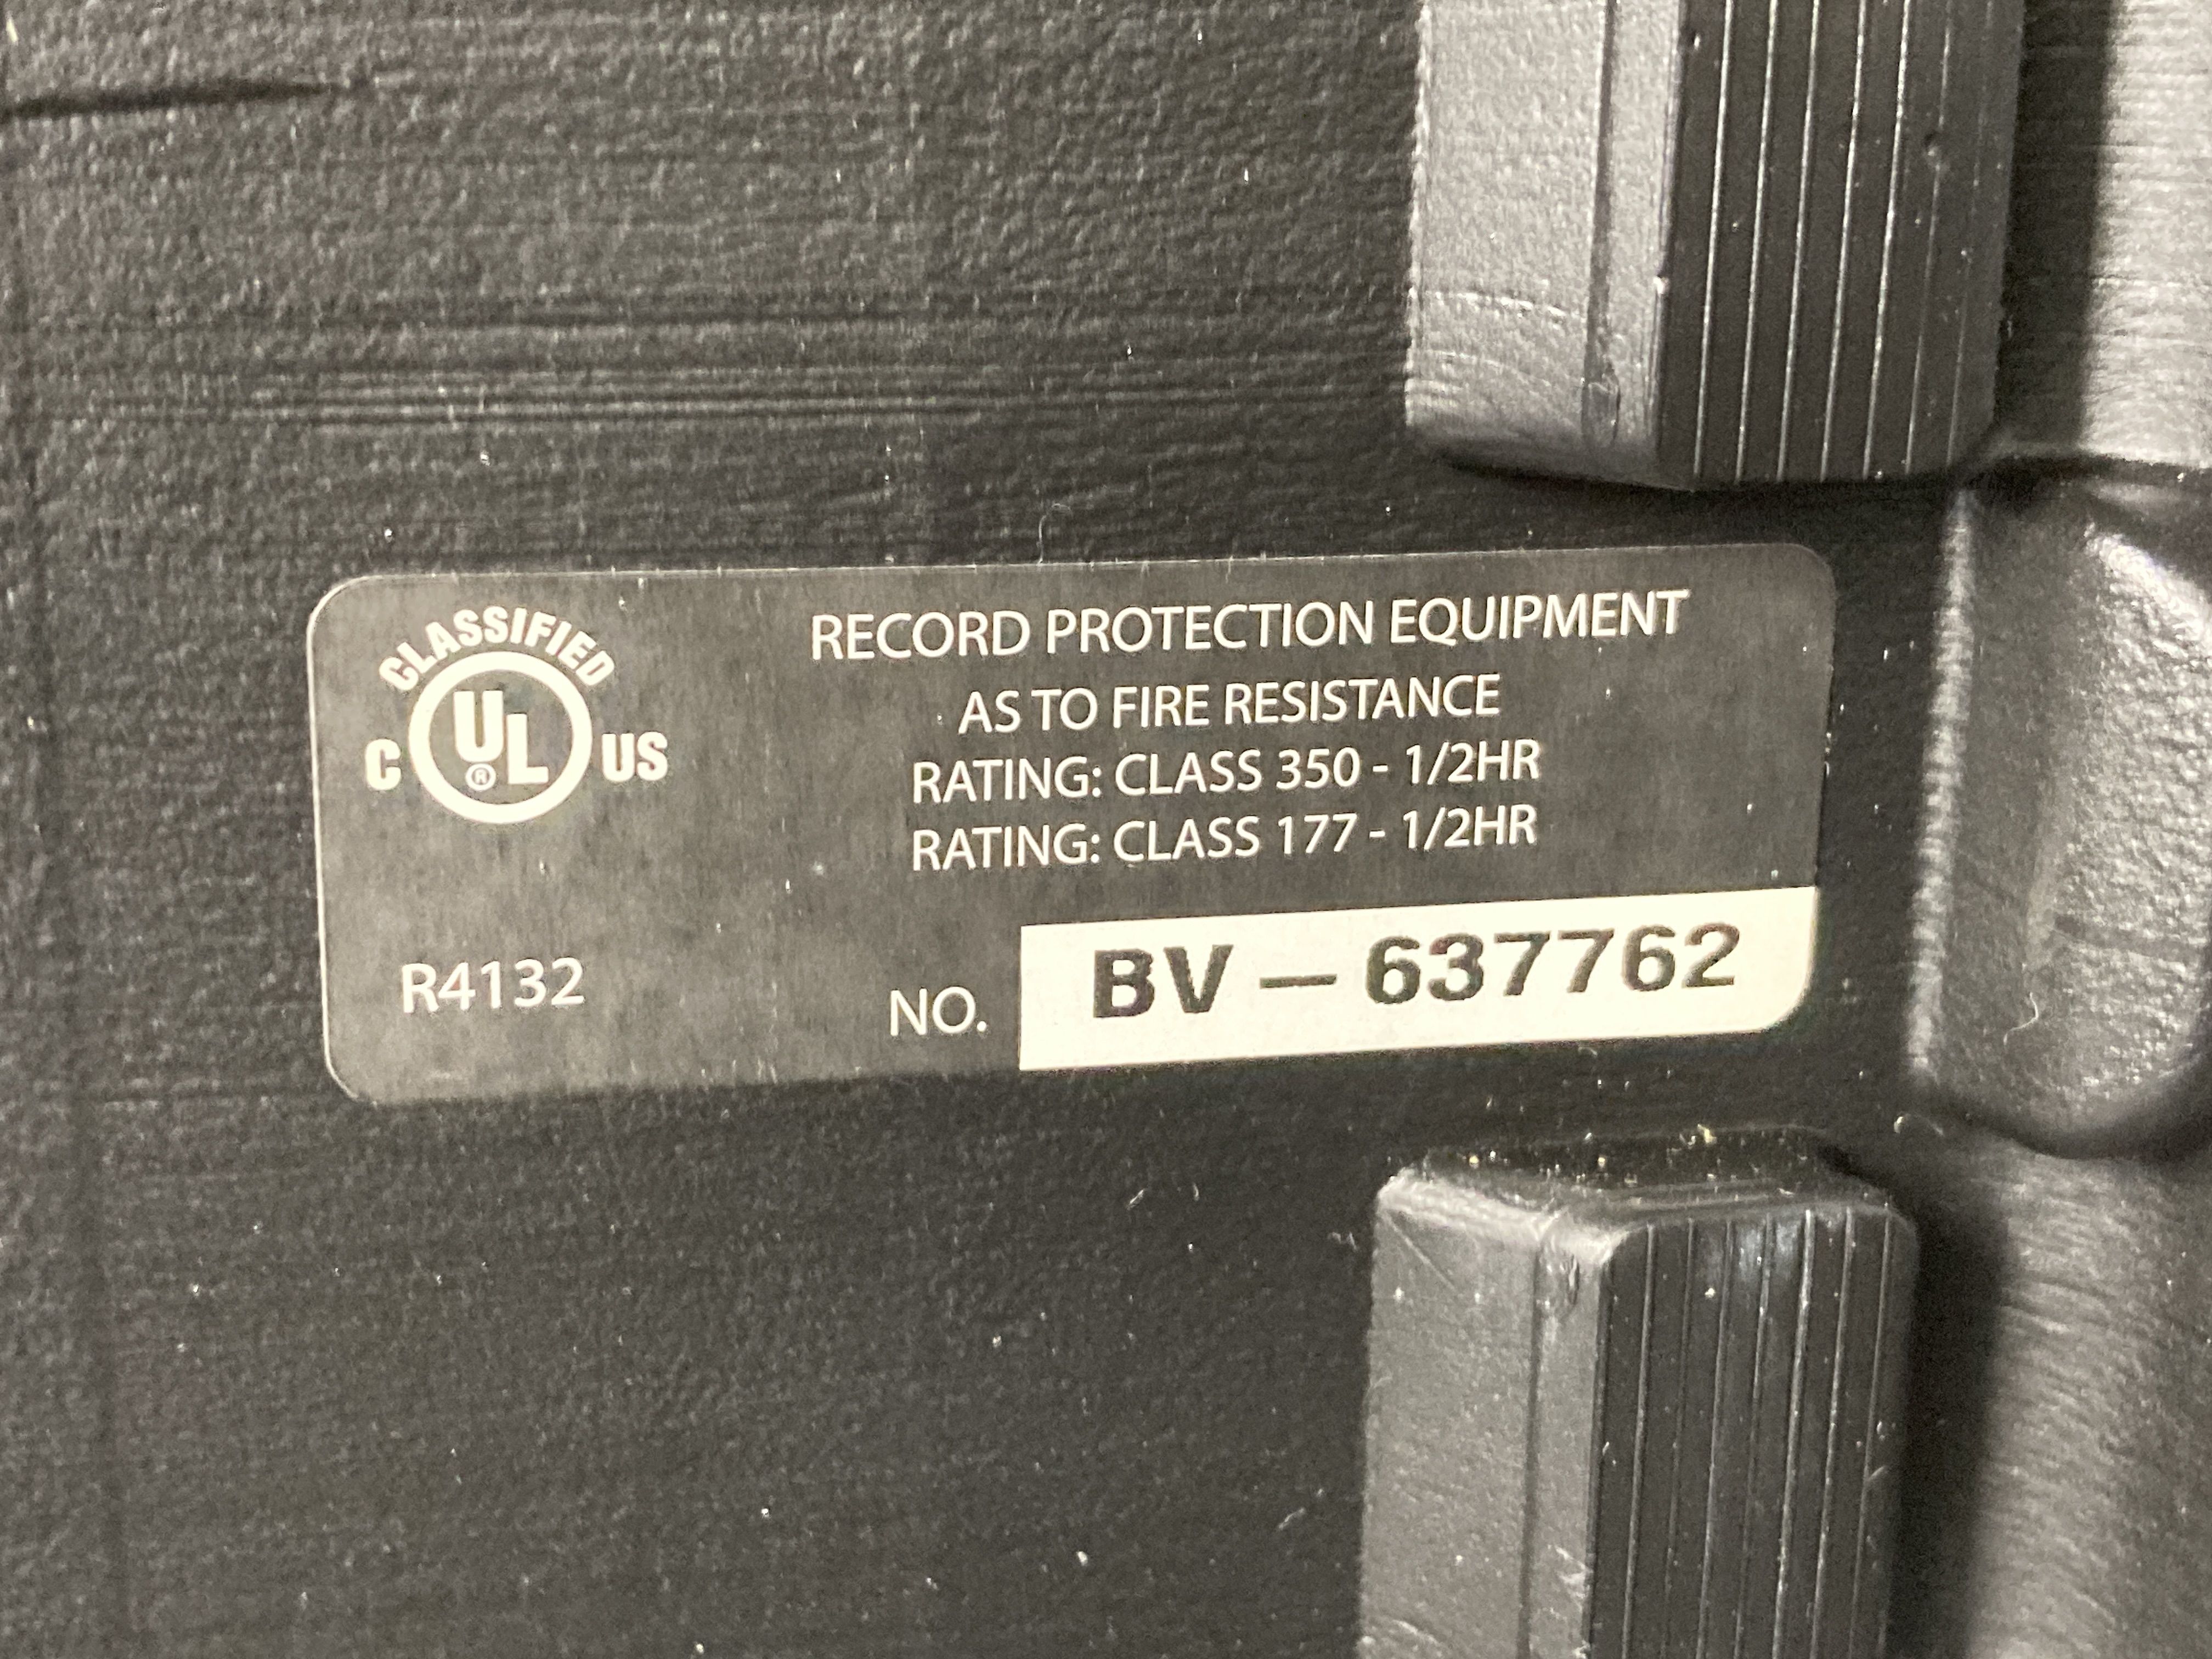 CLASSIFIED
C UL® US
RECORD PROTECTION EQUIPMENT
AS TO FIRE RESISTANCE
RATING: CLASS 350 - 1/2HR
RATING: CLASS 177 - 1/2HR
R4132
NO. BV – 637762